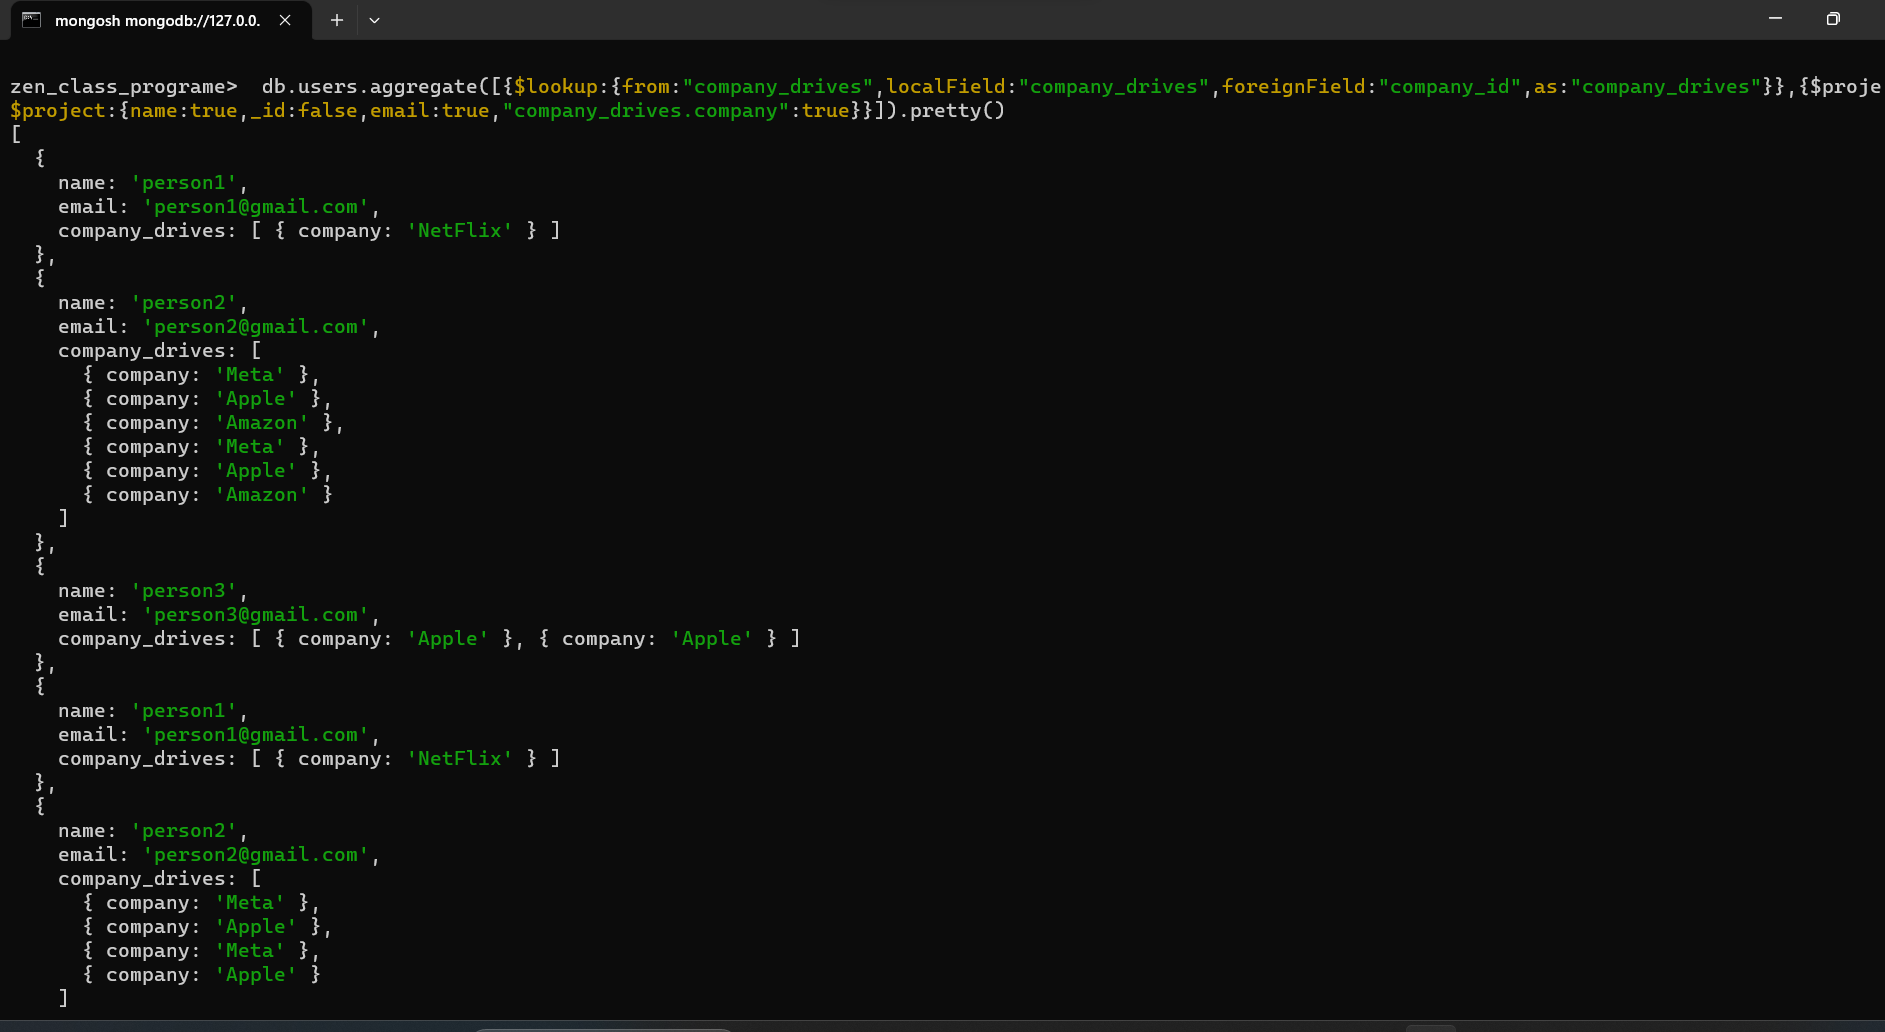 mongosh mongodb://127.0.0.
zen_class_programe>  db.users.aggregate([{$lookup:{from:"company_drives",localField:"company_drives",foreignField:"company_id",as:"company_drives"}},{$proje
$project:{name:true,_id:false,email:true,"company_drives.company":true}}]).pretty()
[
  {
    name: 'person1',
    email: 'person1@gmail.com',
    company_drives: [ { company: 'NetFlix' } ]
  },
  {
    name: 'person2',
    email: 'person2@gmail.com',
    company_drives: [
      { company: 'Meta' },
      { company: 'Apple' },
      { company: 'Amazon' },
      { company: 'Meta' },
      { company: 'Apple' },
      { company: 'Amazon' }
    ]
  },
  {
    name: 'person3',
    email: 'person3@gmail.com',
    company_drives: [ { company: 'Apple' }, { company: 'Apple' } ]
  },
  {
    name: 'person1',
    email: 'person1@gmail.com',
    company_drives: [ { company: 'NetFlix' } ]
  },
  {
    name: 'person2',
    email: 'person2@gmail.com',
    company_drives: [
      { company: 'Meta' },
      { company: 'Apple' },
      { company: 'Meta' },
      { company: 'Apple' }
    ]